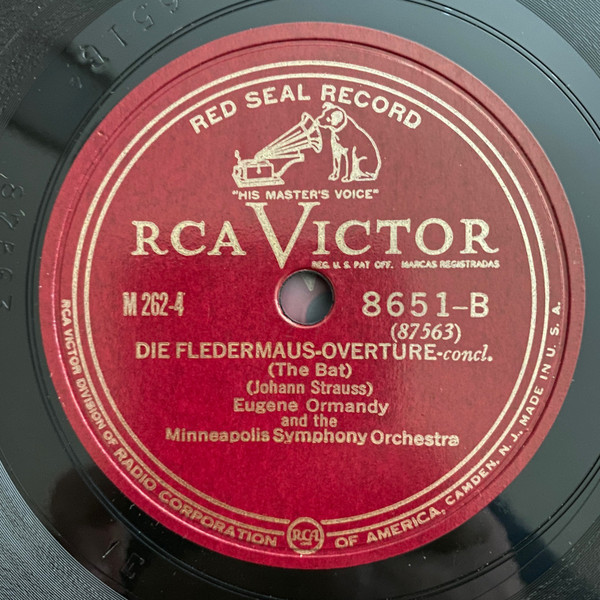 RED SEAL RECORD
"HIS MASTER'S VOICE"
RCA VICTOR
REG. U. S. PAT. OFF. MARCAS REGISTRADAS
M 262-4
8651-B
(87563)
DIE FLEDERMAUS-OVERTURE-concl.
(The Bat)
(Johann Strauss)
Eugene Ormandy
and the
Minneapolis Symphony Orchestra
RCA VICTOR DIVISION OF RADIO CORPORATION OF AMERICA, CAMDEN, N. J., MADE IN U. S. A.
RCA